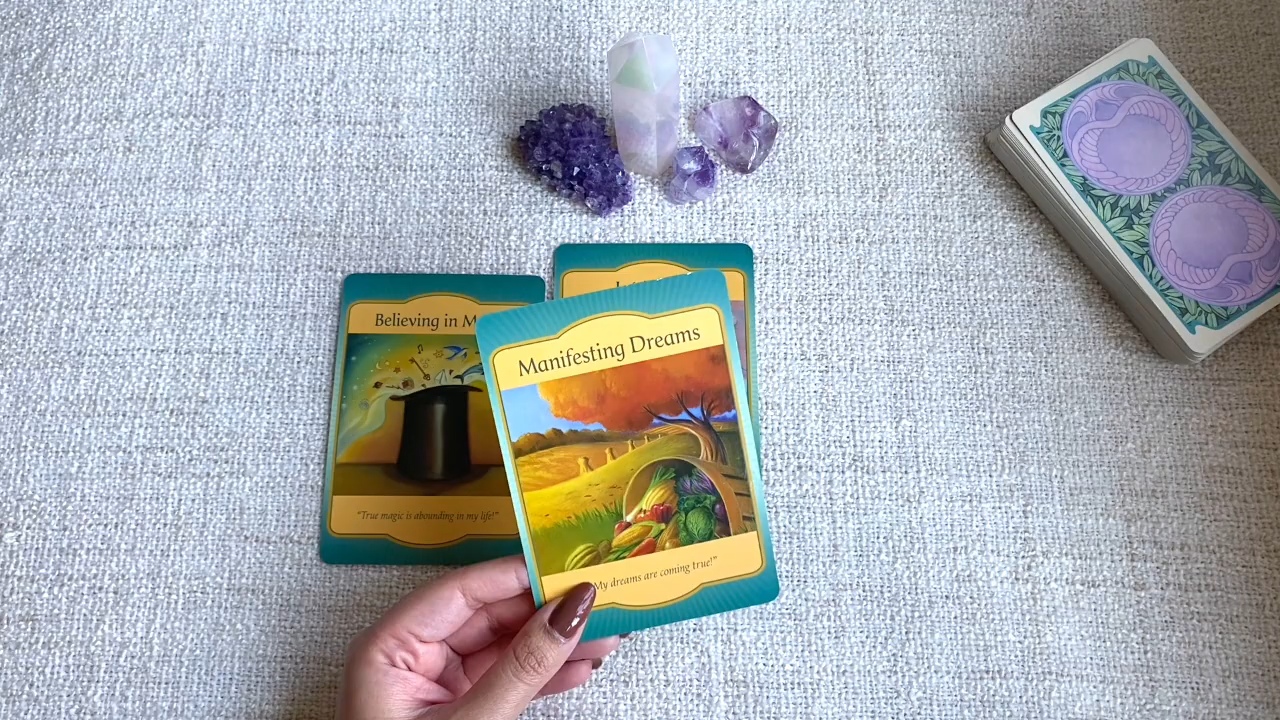 Believing in M
"True magic is abounding in my life!"
Manifesting Dreams
My dreams are coming true!"